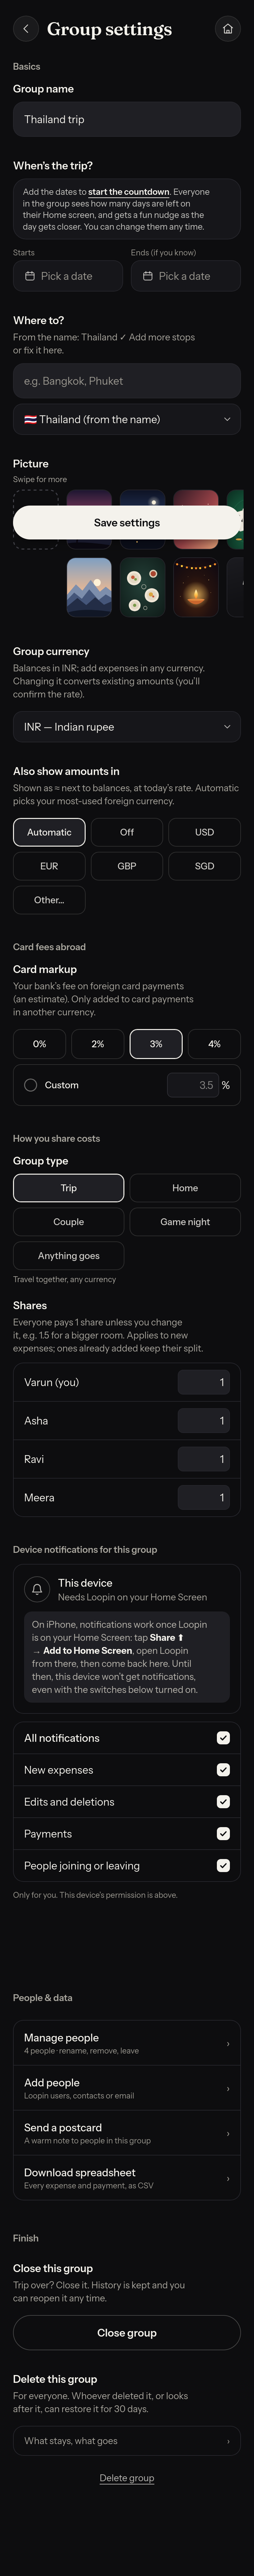 Group settings
Basics
Group name
Thailand trip
When's the trip?
Add the dates to start the countdown. Everyone
in the group sees how many days are left on
their Home screen, and gets a fun nudge as the
day gets closer. You can change them any time.
Starts
Ends (if you know)
Pick a date
Pick a date
Where to?
From the name: Thailand ✓ Add more stops
or fix it here.
e.g. Bangkok, Phuket
🇹🇭 Thailand (from the name)
Picture
Swipe for more
Save settings
Group currency
Balances in INR; add expenses in any currency.
Changing it converts existing amounts (you'll
confirm the rate).
INR — Indian rupee
Also show amounts in
Shown as ≈ next to balances, at today's rate. Automatic
picks your most-used foreign currency.
Automatic
Off
USD
EUR
GBP
SGD
Other…
Card fees abroad
Card markup
Your bank's fee on foreign card payments
(an estimate). Only added to card payments
in another currency.
0%
2%
3%
4%
Custom
3.5 %
How you share costs
Group type
Trip
Home
Couple
Game night
Anything goes
Travel together, any currency
Shares
Everyone pays 1 share unless you change
it, e.g. 1.5 for a bigger room. Applies to new
expenses; ones already added keep their split.
Varun (you) 1
Asha 1
Ravi 1
Meera 1
Device notifications for this group
This device
Needs Loopin on your Home Screen
On iPhone, notifications work once Loopin
is on your Home Screen: tap Share ⬆
→ Add to Home Screen, open Loopin
from there, then come back here. Until
then, this device won't get notifications,
even with the switches below turned on.
All notifications
New expenses
Edits and deletions
Payments
People joining or leaving
Only for you. This device's permission is above.
People & data
Manage people
4 people · rename, remove, leave
Add people
Loopin users, contacts or email
Send a postcard
A warm note to people in this group
Download spreadsheet
Every expense and payment, as CSV
Finish
Close this group
Trip over? Close it. History is kept and you
can reopen it any time.
Close group
Delete this group
For everyone. Whoever deleted it, or looks
after it, can restore it for 30 days.
What stays, what goes
Delete group